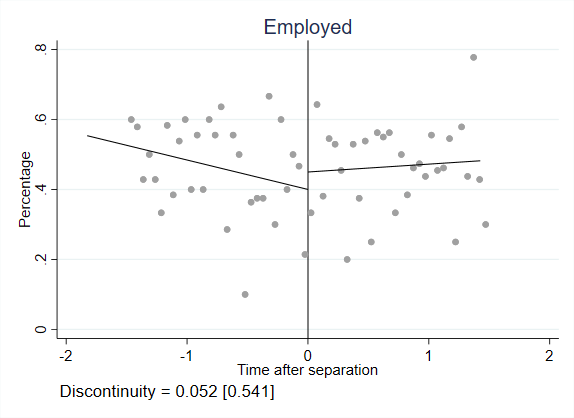 Employed
Percentage
.8
.6
.4
.2
0
-2 -1 0 1 2
Time after separation
Discontinuity = 0.052 [0.541]